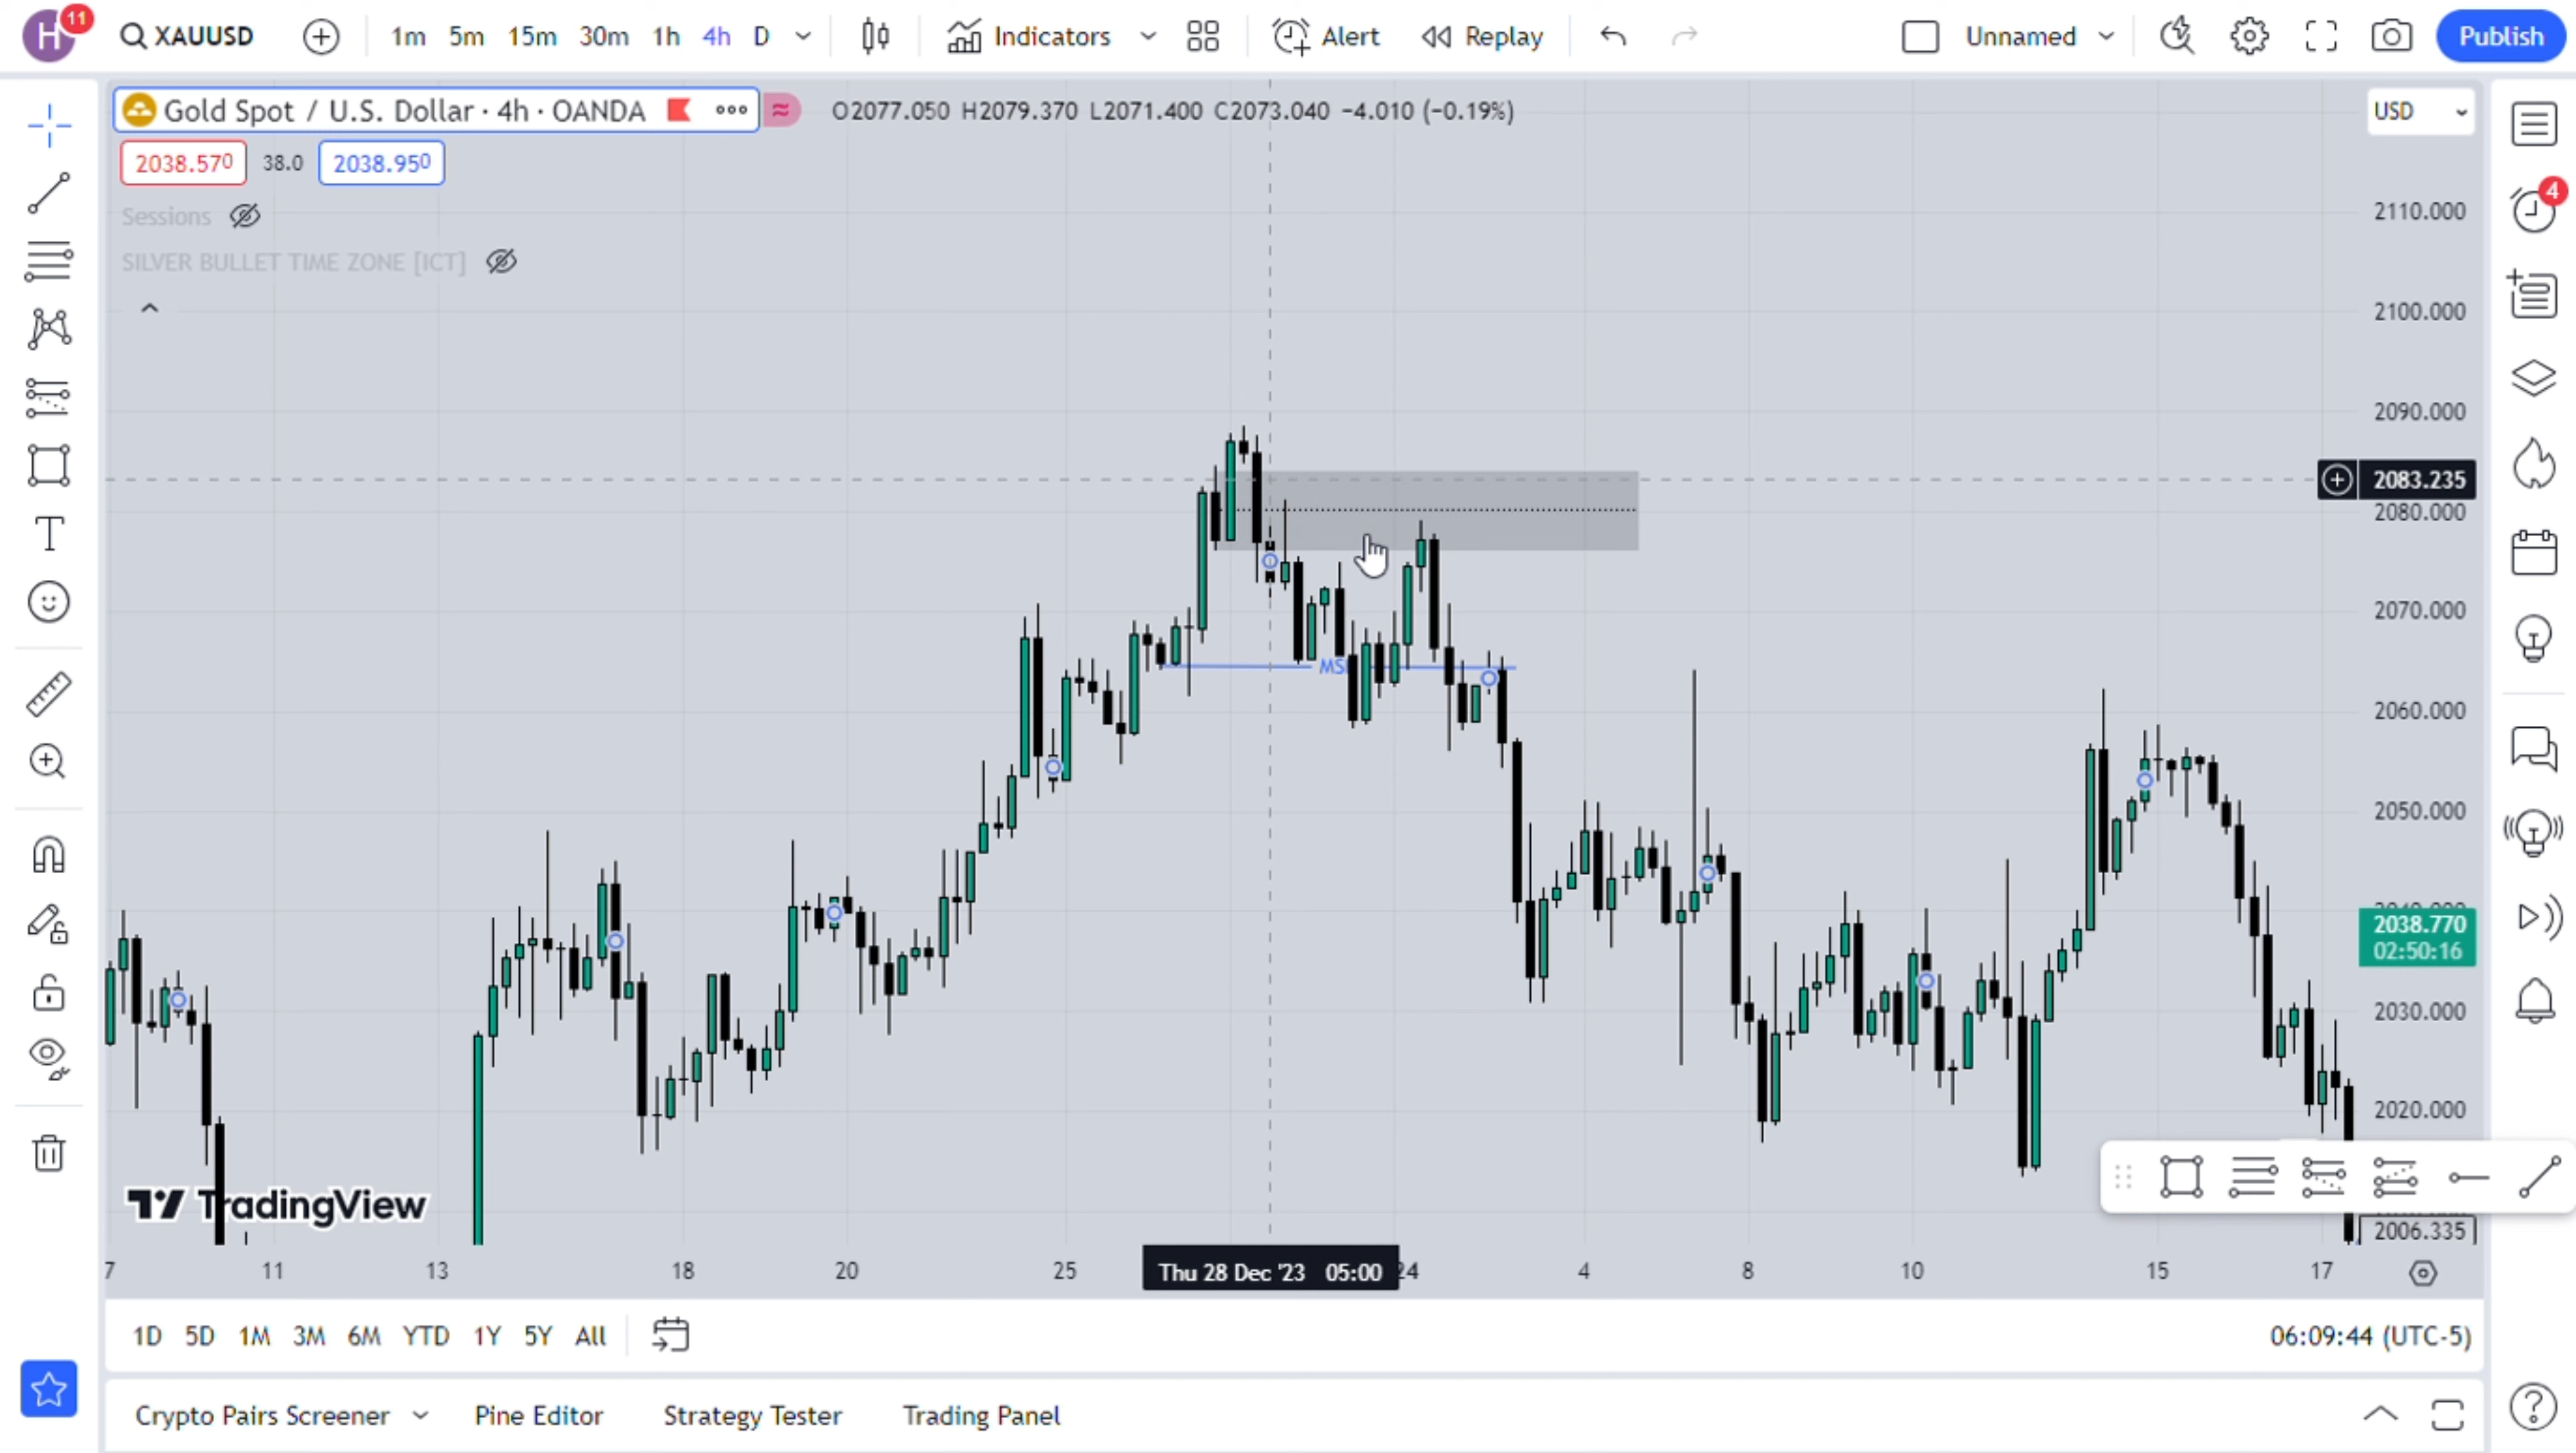 H 11 XAUUSD 1m 5m 15m 30m 1h 4h D Indicators Alert Replay Unnamed Publish
Gold Spot / U.S. Dollar · 4h · OANDA O2077.050 H2079.370 L2071.400 C2073.040 −4.010 (−0.19%) USD
2038.570 38.0 2038.950
4
Sessions
SILVER BULLET TIME ZONE [ICT]
2110.000
2100.000
2090.000
2083.235
2080.000
2070.000
MS
2060.000
2050.000
2038.770
02:50:16
2030.000
2020.000
TradingView
2006.335
7 11 13 18 20 25 Thu 28 Dec '23 05:00 24 4 8 10 15 17
1D 5D 1M 3M 6M YTD 1Y 5Y All 06:09:44 (UTC-5)
Crypto Pairs Screener Pine Editor Strategy Tester Trading Panel